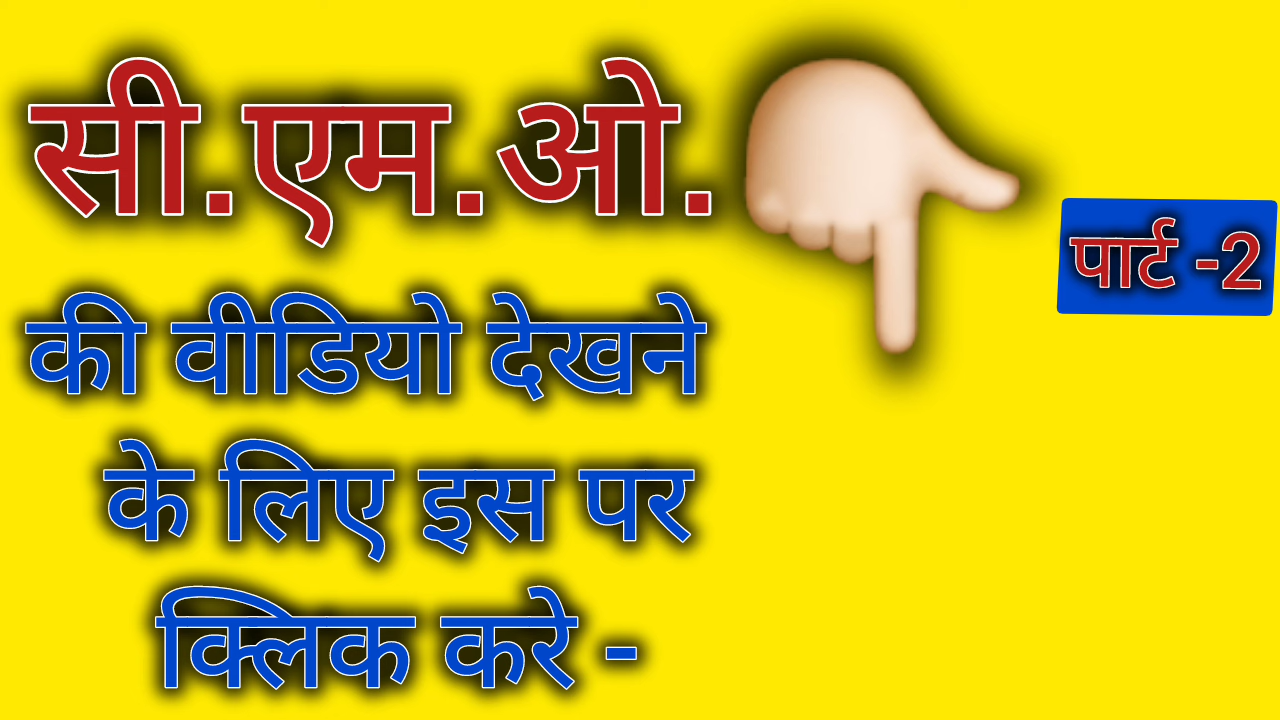 सी.एम.ओ.
पार्ट -2
की वीडियो देखने
के लिए इस पर
क्लिक करे -